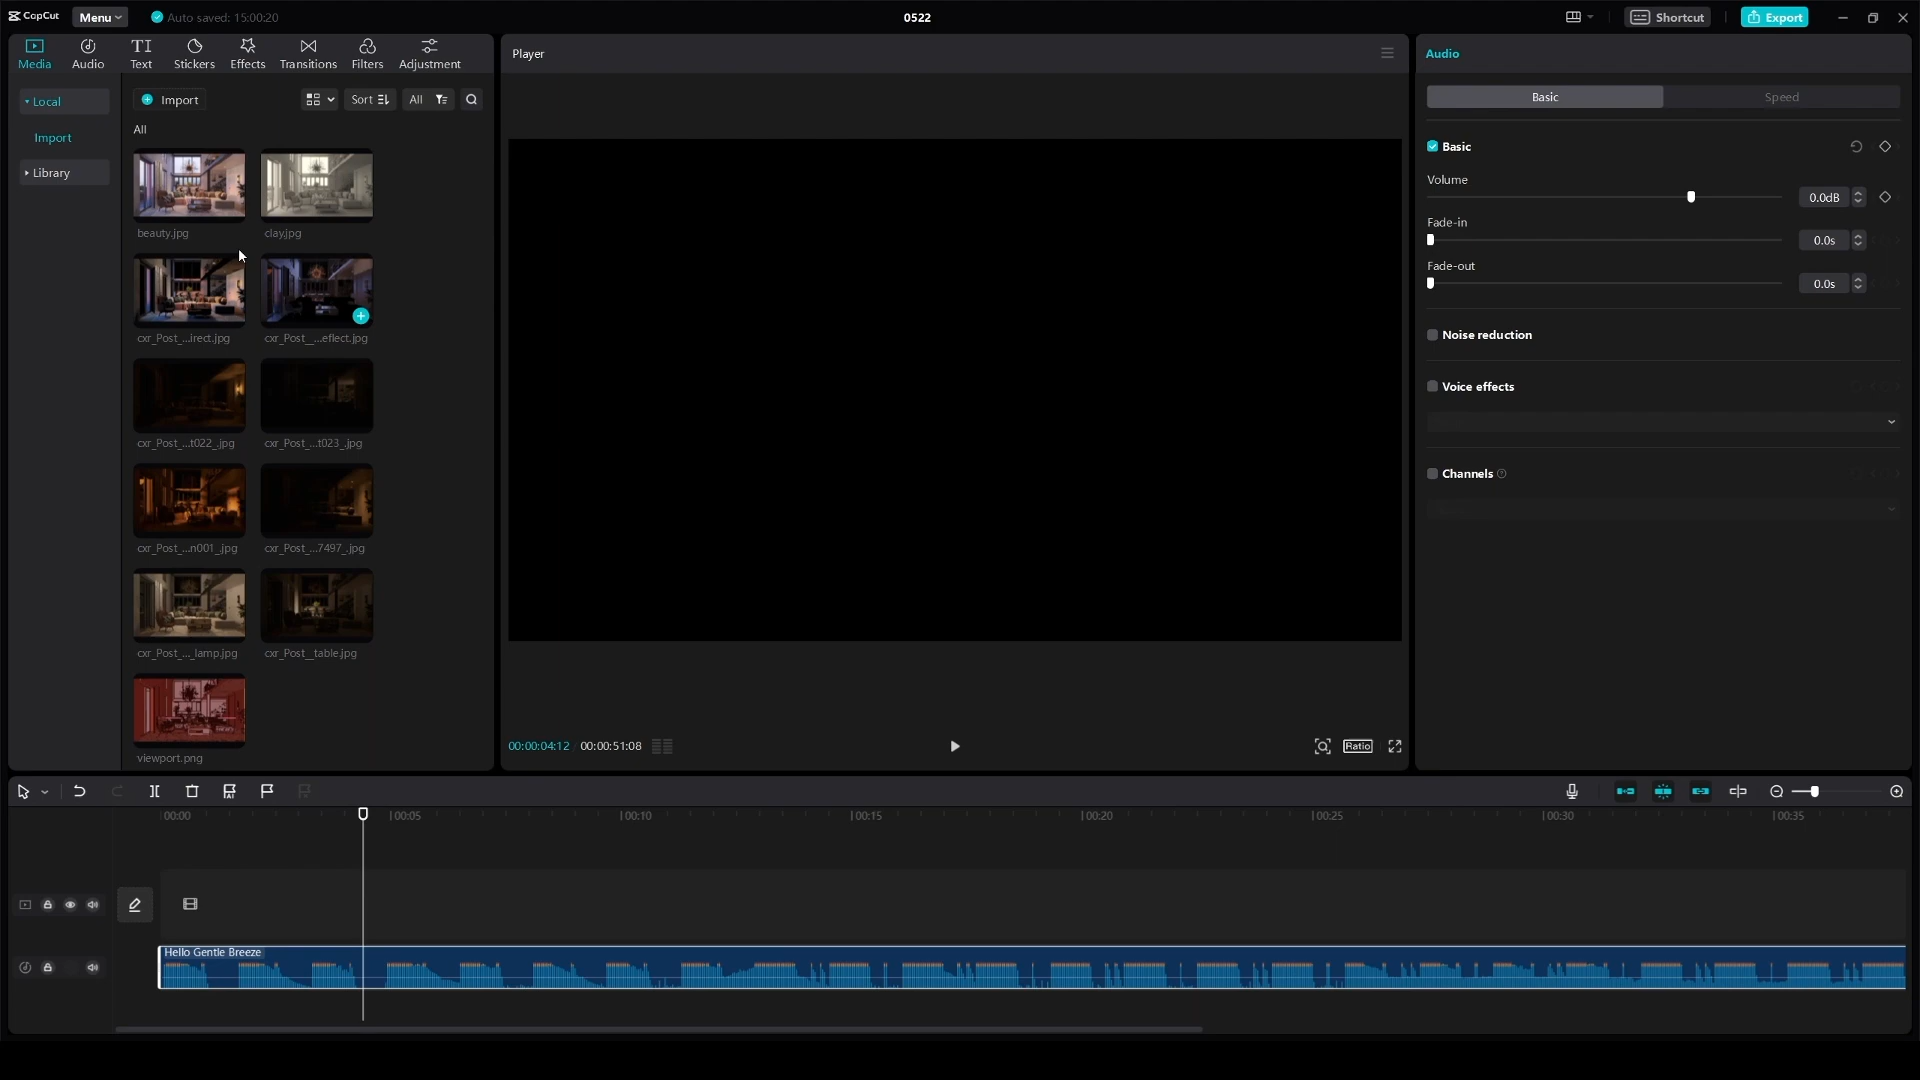 CapCut
Menu
Auto saved: 15:00:20
0522
Shortcut
Export
Media
Audio
Text
Stickers
Effects
Transitions
Filters
Adjustment
Local
Import
Library
Import
Sort
All
All
beauty.jpg
clay.jpg
cxr_Post_...irect.jpg
cxr_Post__...eflect.jpg
cxr_Post_...t022_.jpg
cxr_Post_...t023_.jpg
cxr_Post_...n001_.jpg
cxr_Post_...7497_.jpg
cxr_Post_..._lamp.jpg
cxr_Post__table.jpg
viewport.png
Player
00:00:04:12
00:00:51:08
Ratio
Audio
Basic
Speed
Basic
Volume
0.0dB
Fade-in
0.0s
Fade-out
0.0s
Noise reduction
Voice effects
Channels
00:00
00:05
00:10
00:15
00:20
00:25
00:30
00:35
Hello Gentle Breeze